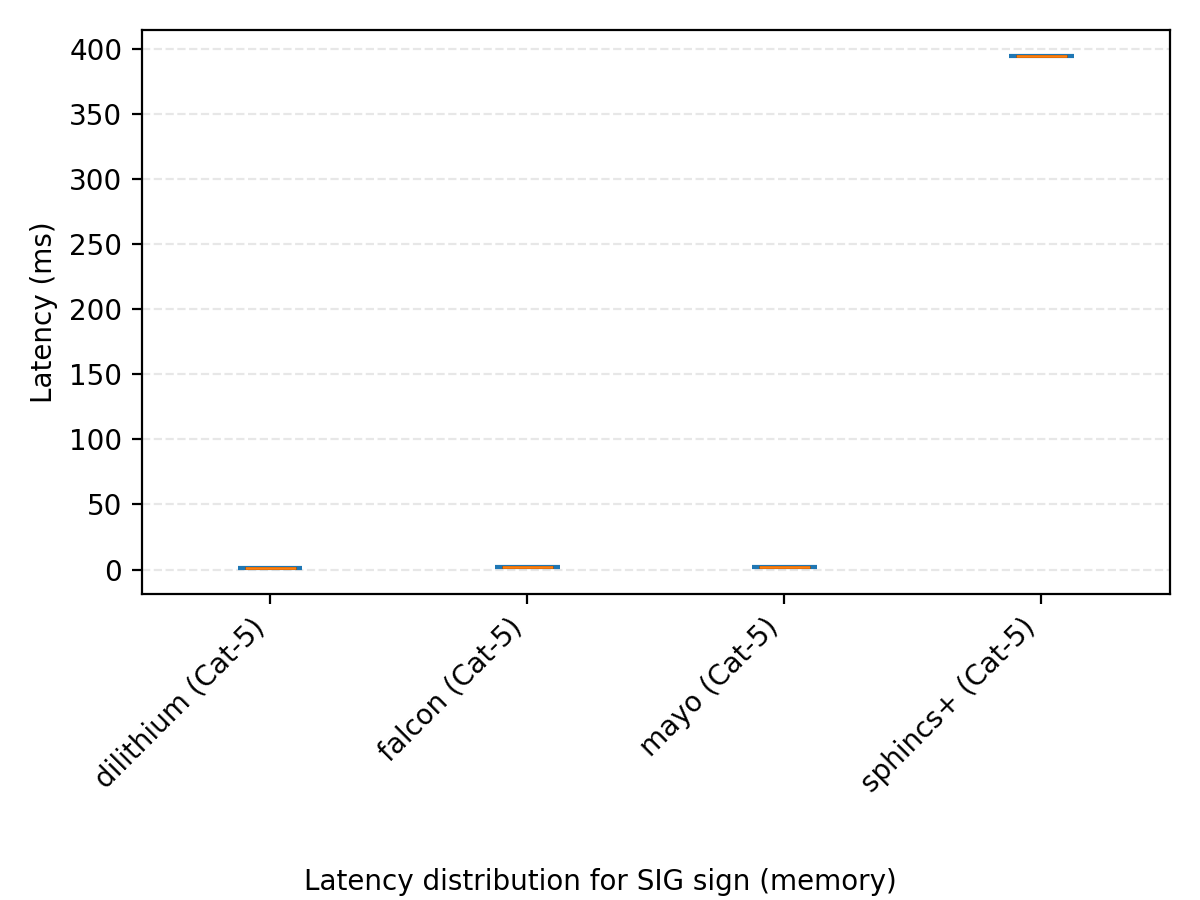 400
350
300
250
200
150
100
50
0
Latency (ms)
dilithium (Cat-5)
falcon (Cat-5)
mayo (Cat-5)
sphincs+ (Cat-5)
Latency distribution for SIG sign (memory)